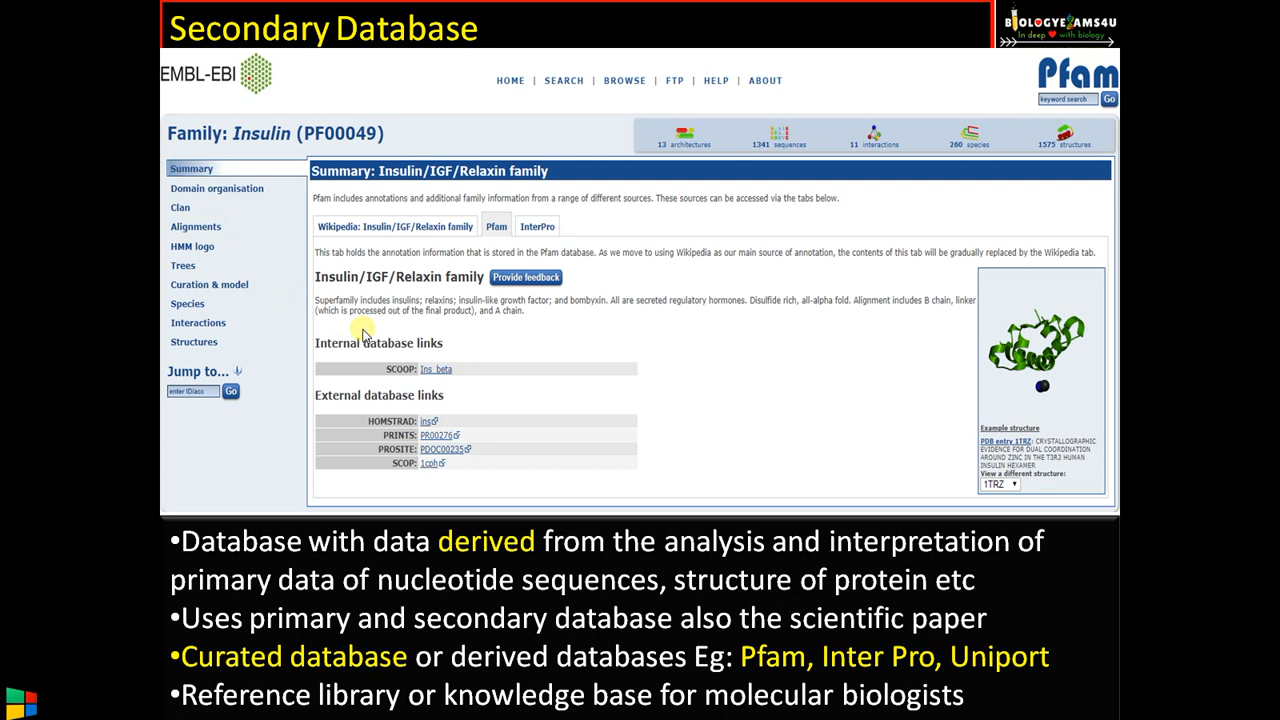 Secondary Database
BIOLOGYEXAMS4U
In deep with biology
EMBL-EBI
HOME | SEARCH | BROWSE | FTP | HELP | ABOUT
Pfam
keyword search Go
Family: Insulin (PF00049)
13 architectures 1341 sequences 11 interactions 260 species 1575 structures
Summary
Domain organisation
Clan
Alignments
HMM logo
Trees
Curation & model
Species
Interactions
Structures
Jump to...
enter ID/acc Go
Summary: Insulin/IGF/Relaxin family
Pfam includes annotations and additional family information from a range of different sources. These sources can be accessed via the tabs below.
Wikipedia: Insulin/IGF/Relaxin family Pfam InterPro
This tab holds the annotation information that is stored in the Pfam database. As we move to using Wikipedia as our main source of annotation, the contents of this tab will be gradually replaced by the Wikipedia tab.
Insulin/IGF/Relaxin family Provide feedback
Superfamily includes insulins; relaxins; insulin-like growth factor; and bombyxin. All are secreted regulatory hormones. Disulfide rich, all-alpha fold. Alignment includes B chain, linker
(which is processed out of the final product), and A chain.
Internal database links
SCOOP: Ins_beta
External database links
HOMSTRAD: ins
PRINTS: PR00276
PROSITE: PDOC00235
SCOP: 1cph
Example structure
PDB entry 1TRZ: CRYSTALLOGRAPHIC
EVIDENCE FOR DUAL COORDINATION
AROUND ZINC IN THE T3R3 HUMAN
INSULIN HEXAMER
View a different structure:
1TRZ
•Database with data derived from the analysis and interpretation of
primary data of nucleotide sequences, structure of protein etc
•Uses primary and secondary database also the scientific paper
•Curated database or derived databases Eg: Pfam, Inter Pro, Uniport
•Reference library or knowledge base for molecular biologists